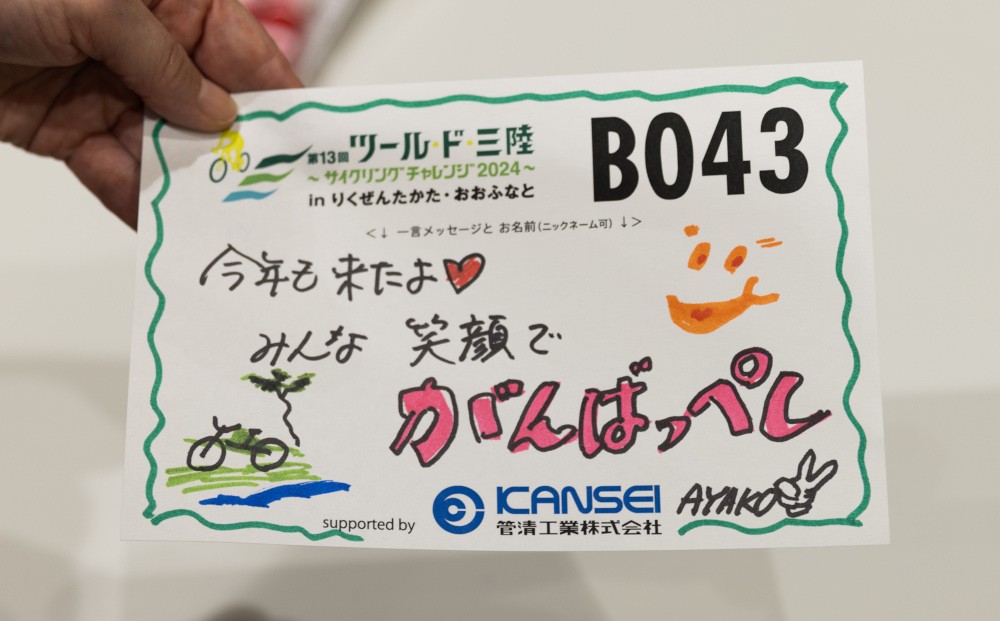 第13回 ツール・ド・三陸
～サイクリングチャレンジ2024～
in りくぜんたかた・おおふなと
B043
<↓ 一言メッセージと お名前(ニックネーム可) ↓>
今年も来たよ♥
みんな 笑顔で
がんばっぺし
supported by
KANSEI
管清工業株式会社
AYAKO